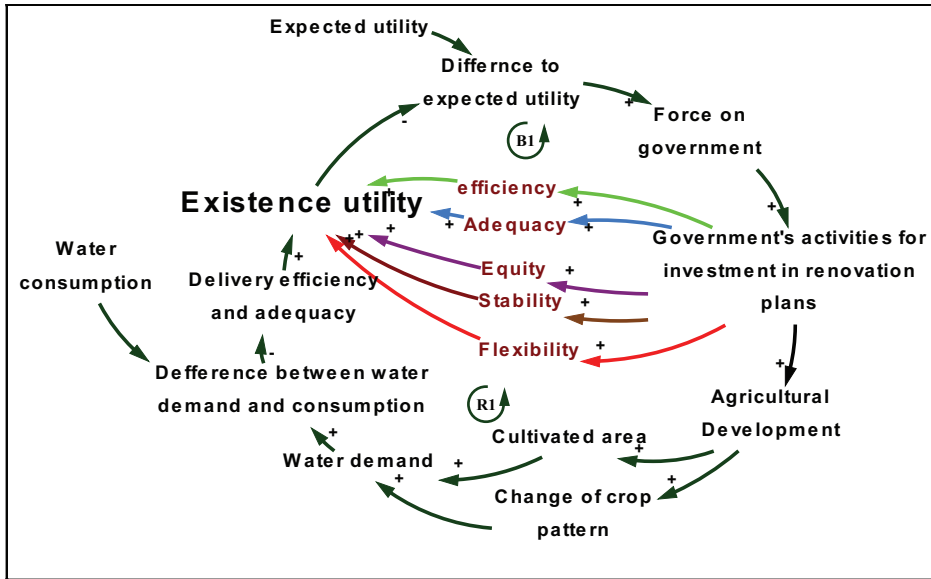 Expected utility
Differnce to
expected utility
+
-
Force on
government
B1
+
efficiency
+
+
Existence utility
Adequacy
+
+
Government's activities for
investment in renovation
plans
Water
consumption
+
+
Equity
+
Delivery efficiency
and adequacy
+
+
Stability
+
Flexibility
+
-
+
Defference between water
demand and consumption
R1
Agricultural
Development
+
Cultivated area
+
Water demand
+
+
Change of crop
pattern
+